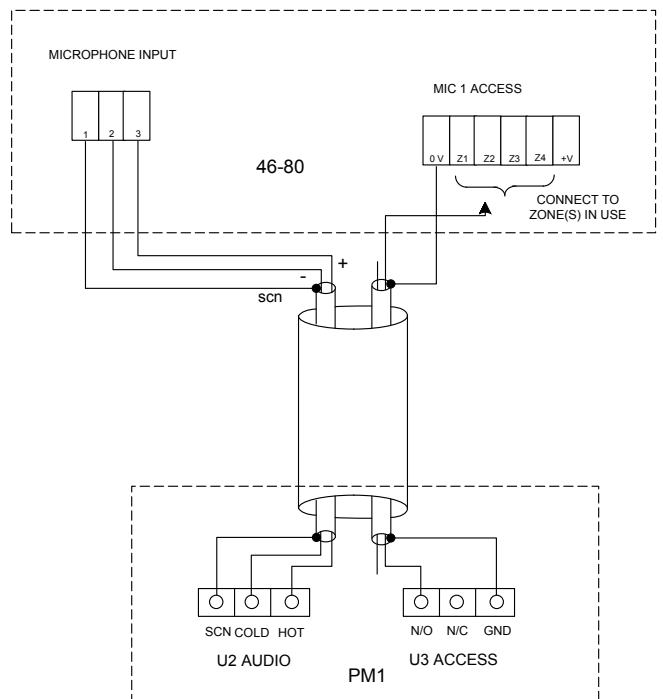 MICROPHONE INPUT
1 2 3
MIC 1 ACCESS
0 V Z1 Z2 Z3 Z4 +V
46-80
CONNECT TO
ZONE(S) IN USE
+
-
scn
SCN COLD HOT
U2 AUDIO
N/O N/C GND
U3 ACCESS
PM1